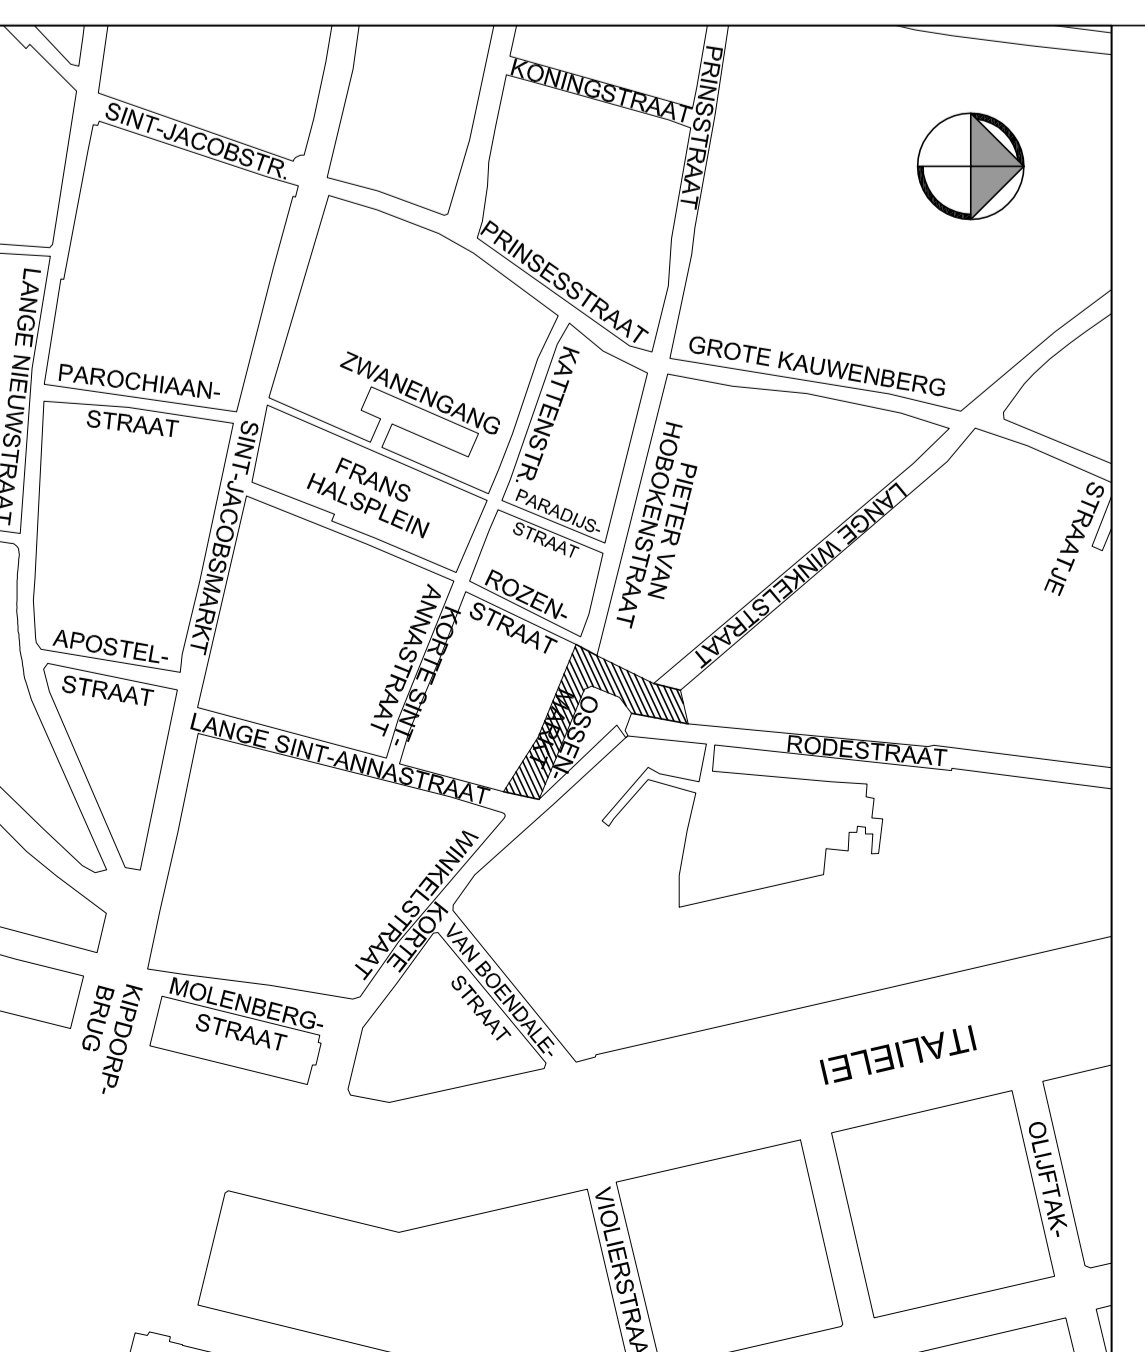 KONINGSTRAAT
PRINSSTRAAT
SINT-JACOBSTR.
PRINSESSTRAAT
LANGE NIEUWSTRAAT
GROTE KAUWENBERG
PAROCHIAAN-
STRAAT
ZWANENGANG
KATTENSTR.
SINT-JACOBSMARKT
FRANS
HALSPLEIN
PIETER VAN
HOBOKENSTRAAT
PARADIJS-
STRAAT
LANGE WINKELSTRAAT
STRAATJE
ROZEN-
STRAAT
KORTE SINT-
ANNASTRAAT
APOSTEL-
STRAAT
OSSEN-
MARKT
LANGE SINT-ANNASTRAAT
RODESTRAAT
KORTE
WINKELSTRAAT
VAN BOENDALE-
STRAAT
MOLENBERG-
STRAAT
KIPDORP-
BRUG
ITALIELEI
OLIJFTAK-
VIOLIERSTRAA